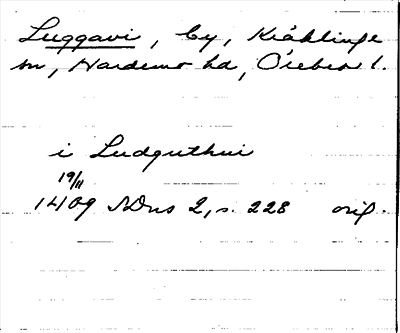 Luggavi, by, Kräklinge
sn, Hardemo hd, Örebro l.
i Ludguthui
19/11
1409 SDns 2, s. 228 orig.